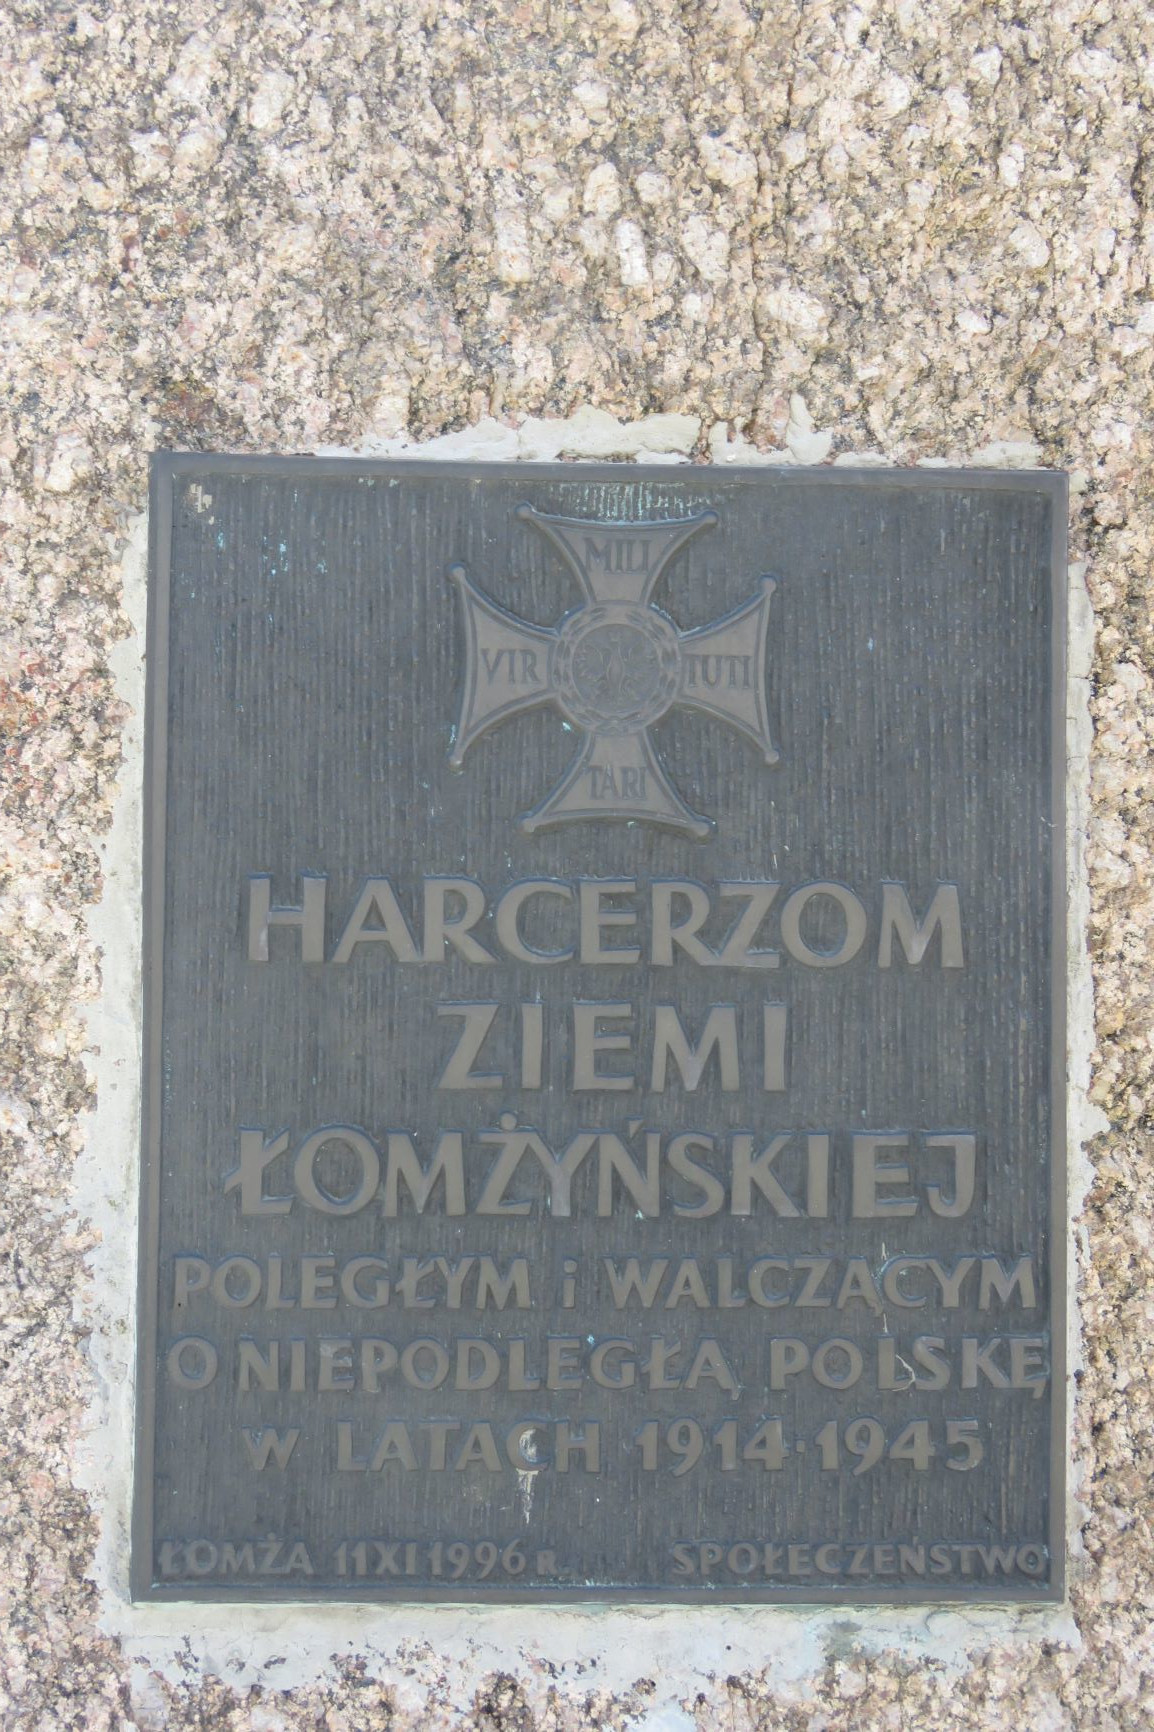 MILI
VIR TUTI
TARI
HARCERZOM
ZIEMI
ŁOMŻYŃSKIEJ
POLEGŁYM i WALCZĄCYM
O NIEPODLEGŁĄ POLSKĘ
W LATACH 1914-1945
ŁOMŻA 11 XI 1996 R. SPOŁECZEŃSTWO